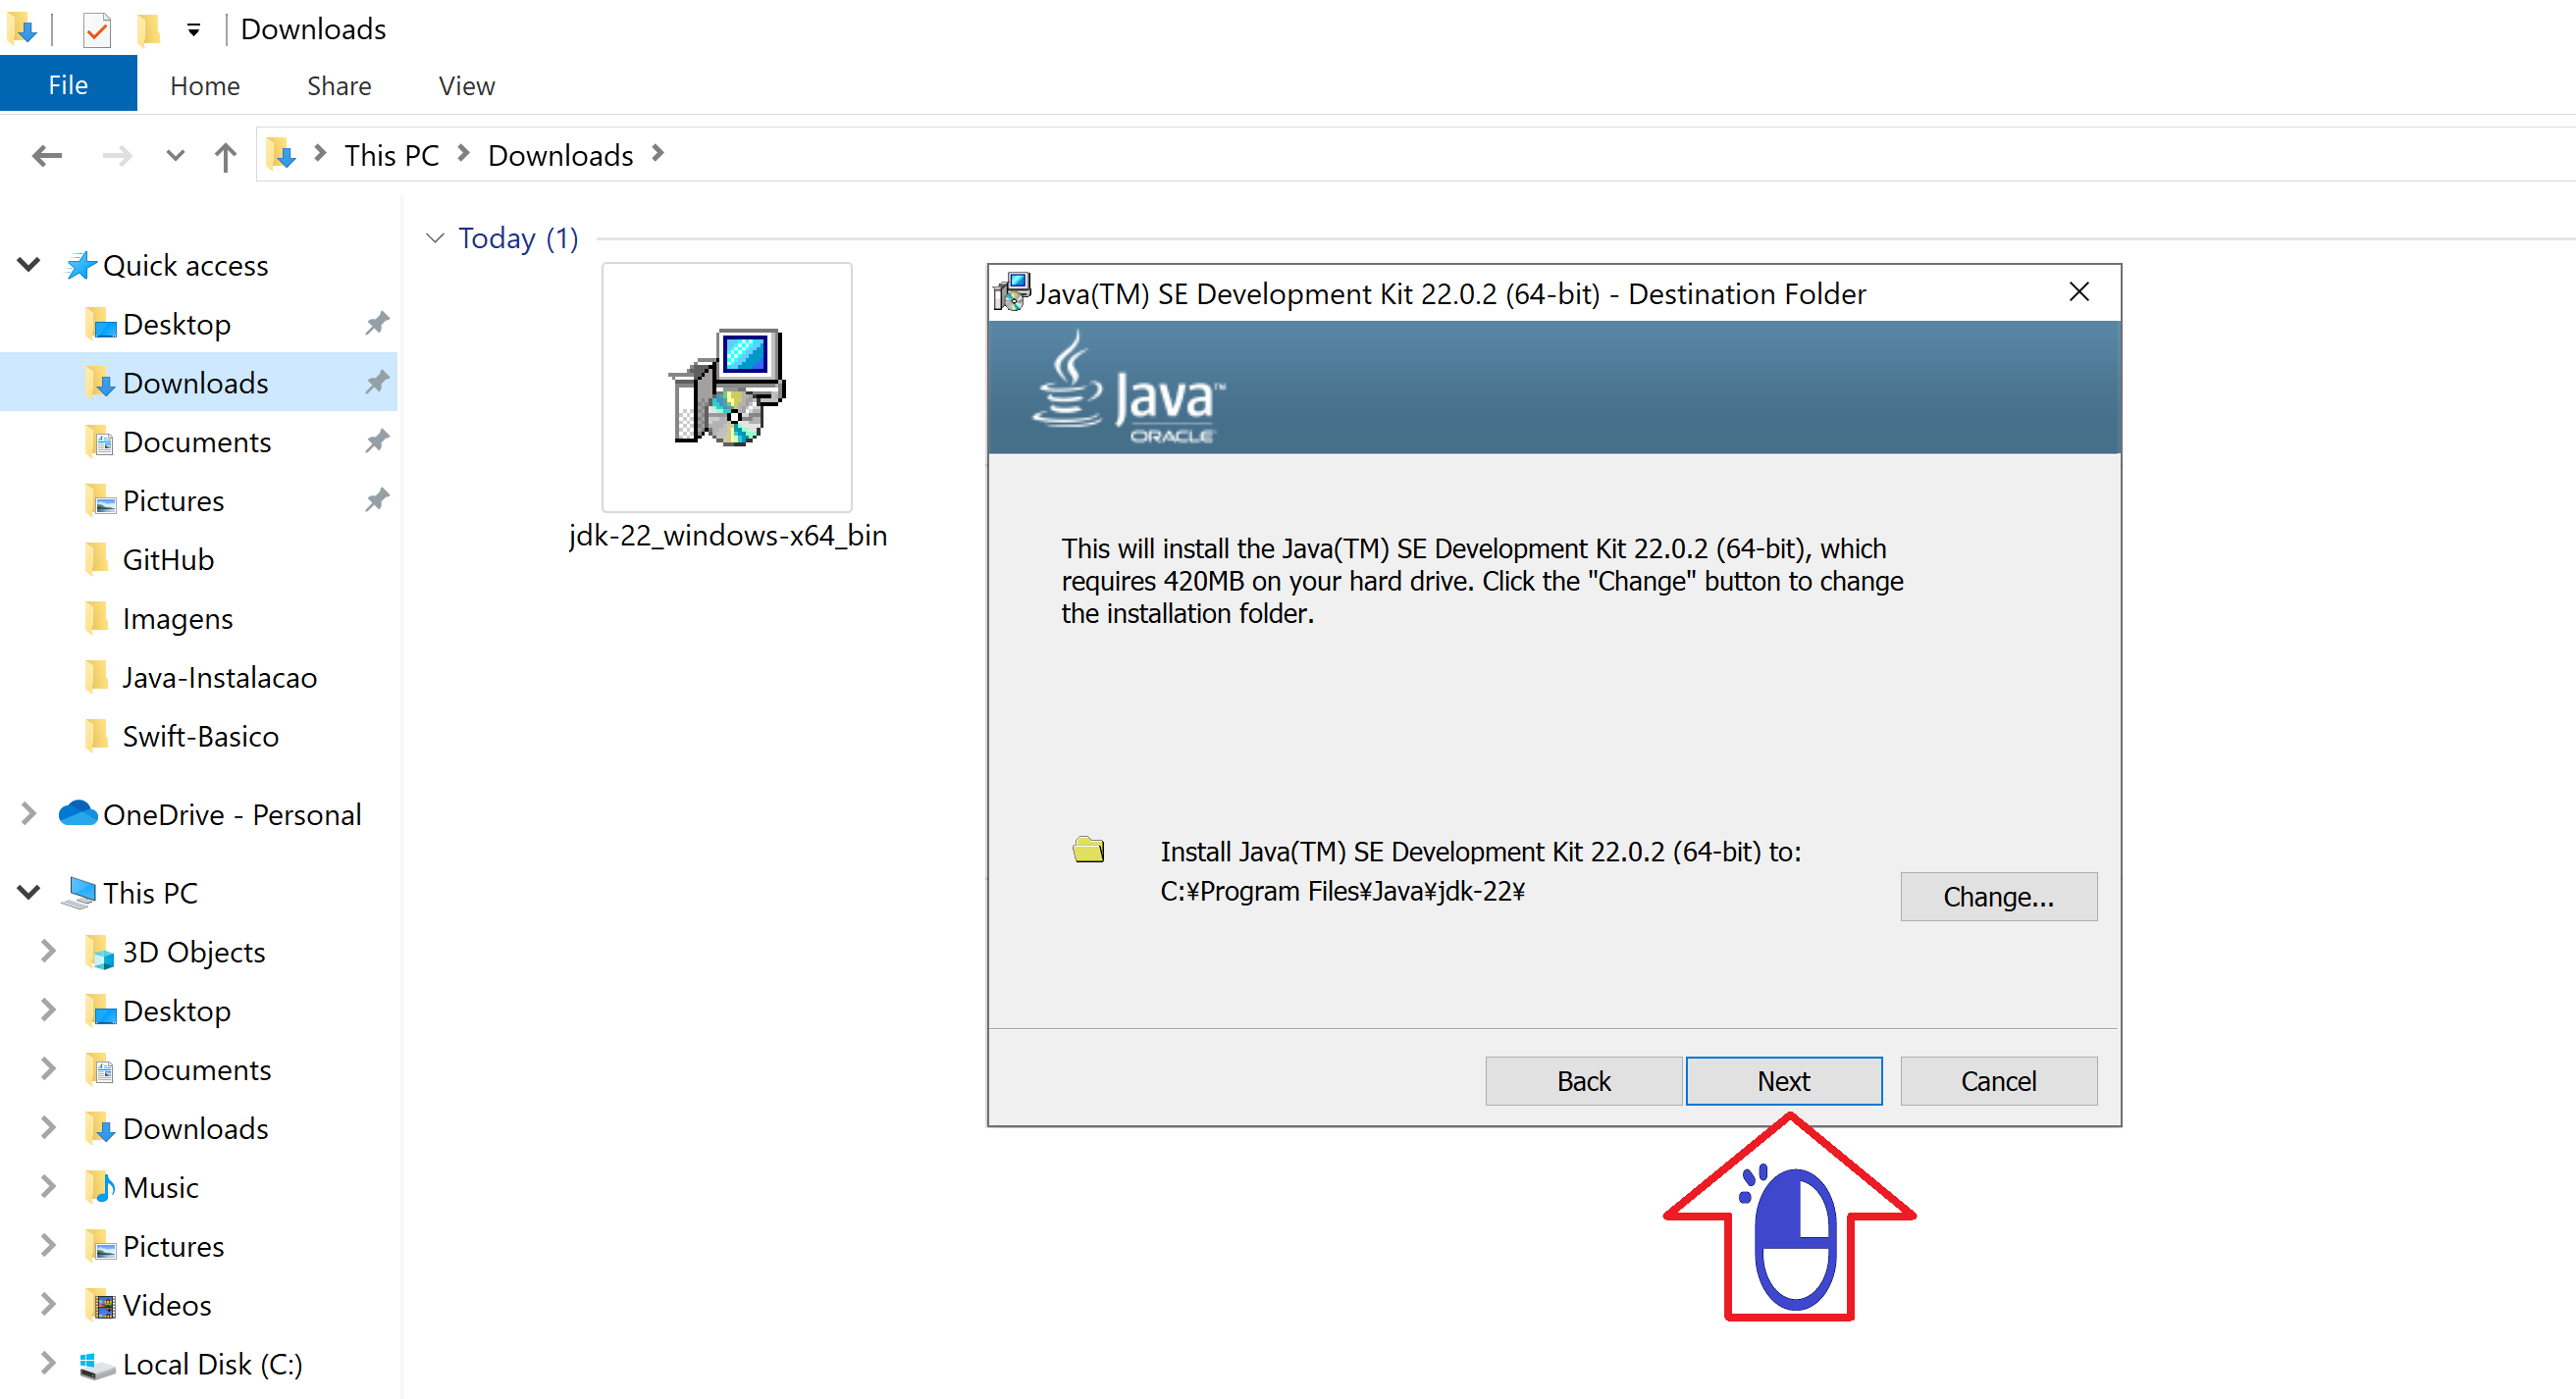 Downloads
File Home Share View
This PC Downloads
Today (1)
Quick access
Desktop
Downloads
Documents
Pictures
GitHub
Imagens
Java-Instalacao
Swift-Basico
OneDrive - Personal
This PC
3D Objects
Desktop
Documents
Downloads
Music
Pictures
Videos
Local Disk (C:)
jdk-22_windows-x64_bin
Java(TM) SE Development Kit 22.0.2 (64-bit) - Destination Folder
Java™
ORACLE
This will install the Java(TM) SE Development Kit 22.0.2 (64-bit), which
requires 420MB on your hard drive. Click the "Change" button to change
the installation folder.
Install Java(TM) SE Development Kit 22.0.2 (64-bit) to:
C:¥Program Files¥Java¥jdk-22¥
Change...
Back Next Cancel